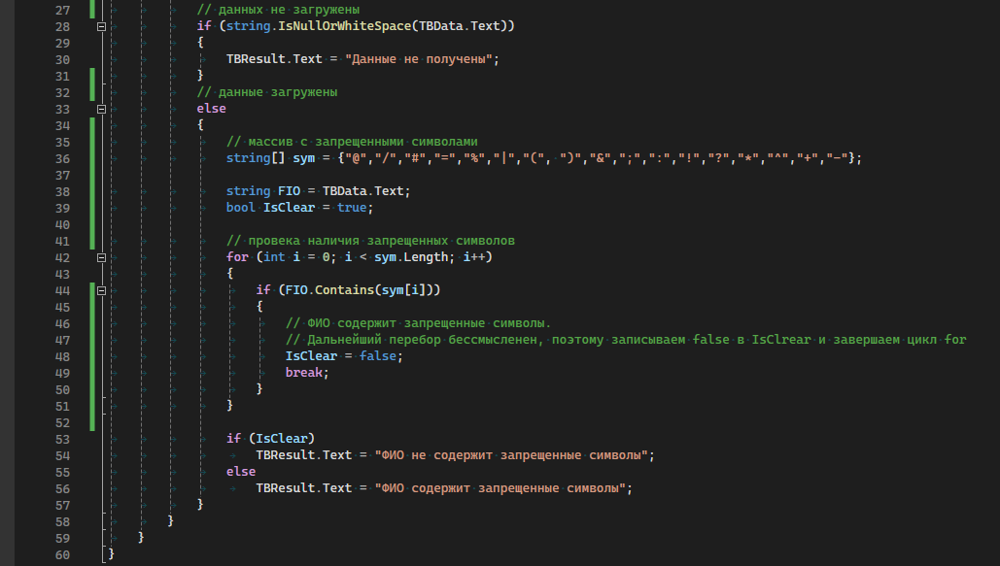 27 // данных не загружены
28 if (string.IsNullOrWhiteSpace(TBData.Text))
29 {
30 TBResult.Text = "Данные не получены";
31 }
32 // данные загружены
33 else
34 {
35 // массив с запрещенными символами
36 string[] sym = {"@","/","#","=","%","|","(", ")","&",";",":","!","?","*","^","+","-"};
37
38 string FIO = TBData.Text;
39 bool IsClear = true;
40
41 // провека наличия запрещенных символов
42 for (int i = 0; i < sym.Length; i++)
43 {
44 if (FIO.Contains(sym[i]))
45 {
46 // ФИО содержит запрещенные символы.
47 // Дальнейший перебор бессмысленен, поэтому записываем false в IsClrear и завершаем цикл for
48 IsClear = false;
49 break;
50 }
51 }
52
53 if (IsClear)
54 TBResult.Text = "ФИО не содержит запрещенные символы";
55 else
56 TBResult.Text = "ФИО содержит запрещенные символы";
57 }
58 }
59 }
60 }